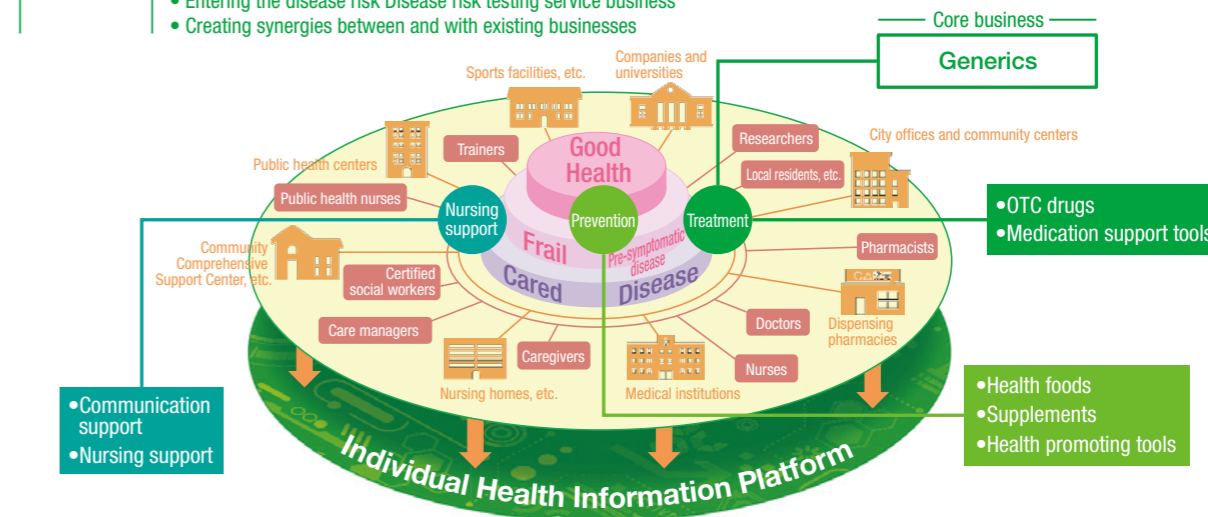 • Entering the disease risk Disease risk testing service business
• Creating synergies between and with existing businesses
Core business
Generics
Companies and
universities
Sports facilities, etc.
City offices and community centers
Public health centers
Trainers
Good
Health
Researchers
Local residents, etc.
Public health nurses
Nursing
support
Prevention
Treatment
•OTC drugs
•Medication support tools
Frail
Pre-symptomatic
disease
Cared
Disease
Pharmacists
Community
Comprehensive
Support Center, etc.
Certified
social workers
Care managers
Caregivers
Doctors
Nurses
Dispensing
pharmacies
Nursing homes, etc.
Medical institutions
•Communication
support
•Nursing support
•Health foods
•Supplements
•Health promoting tools
Individual Health Information Platform